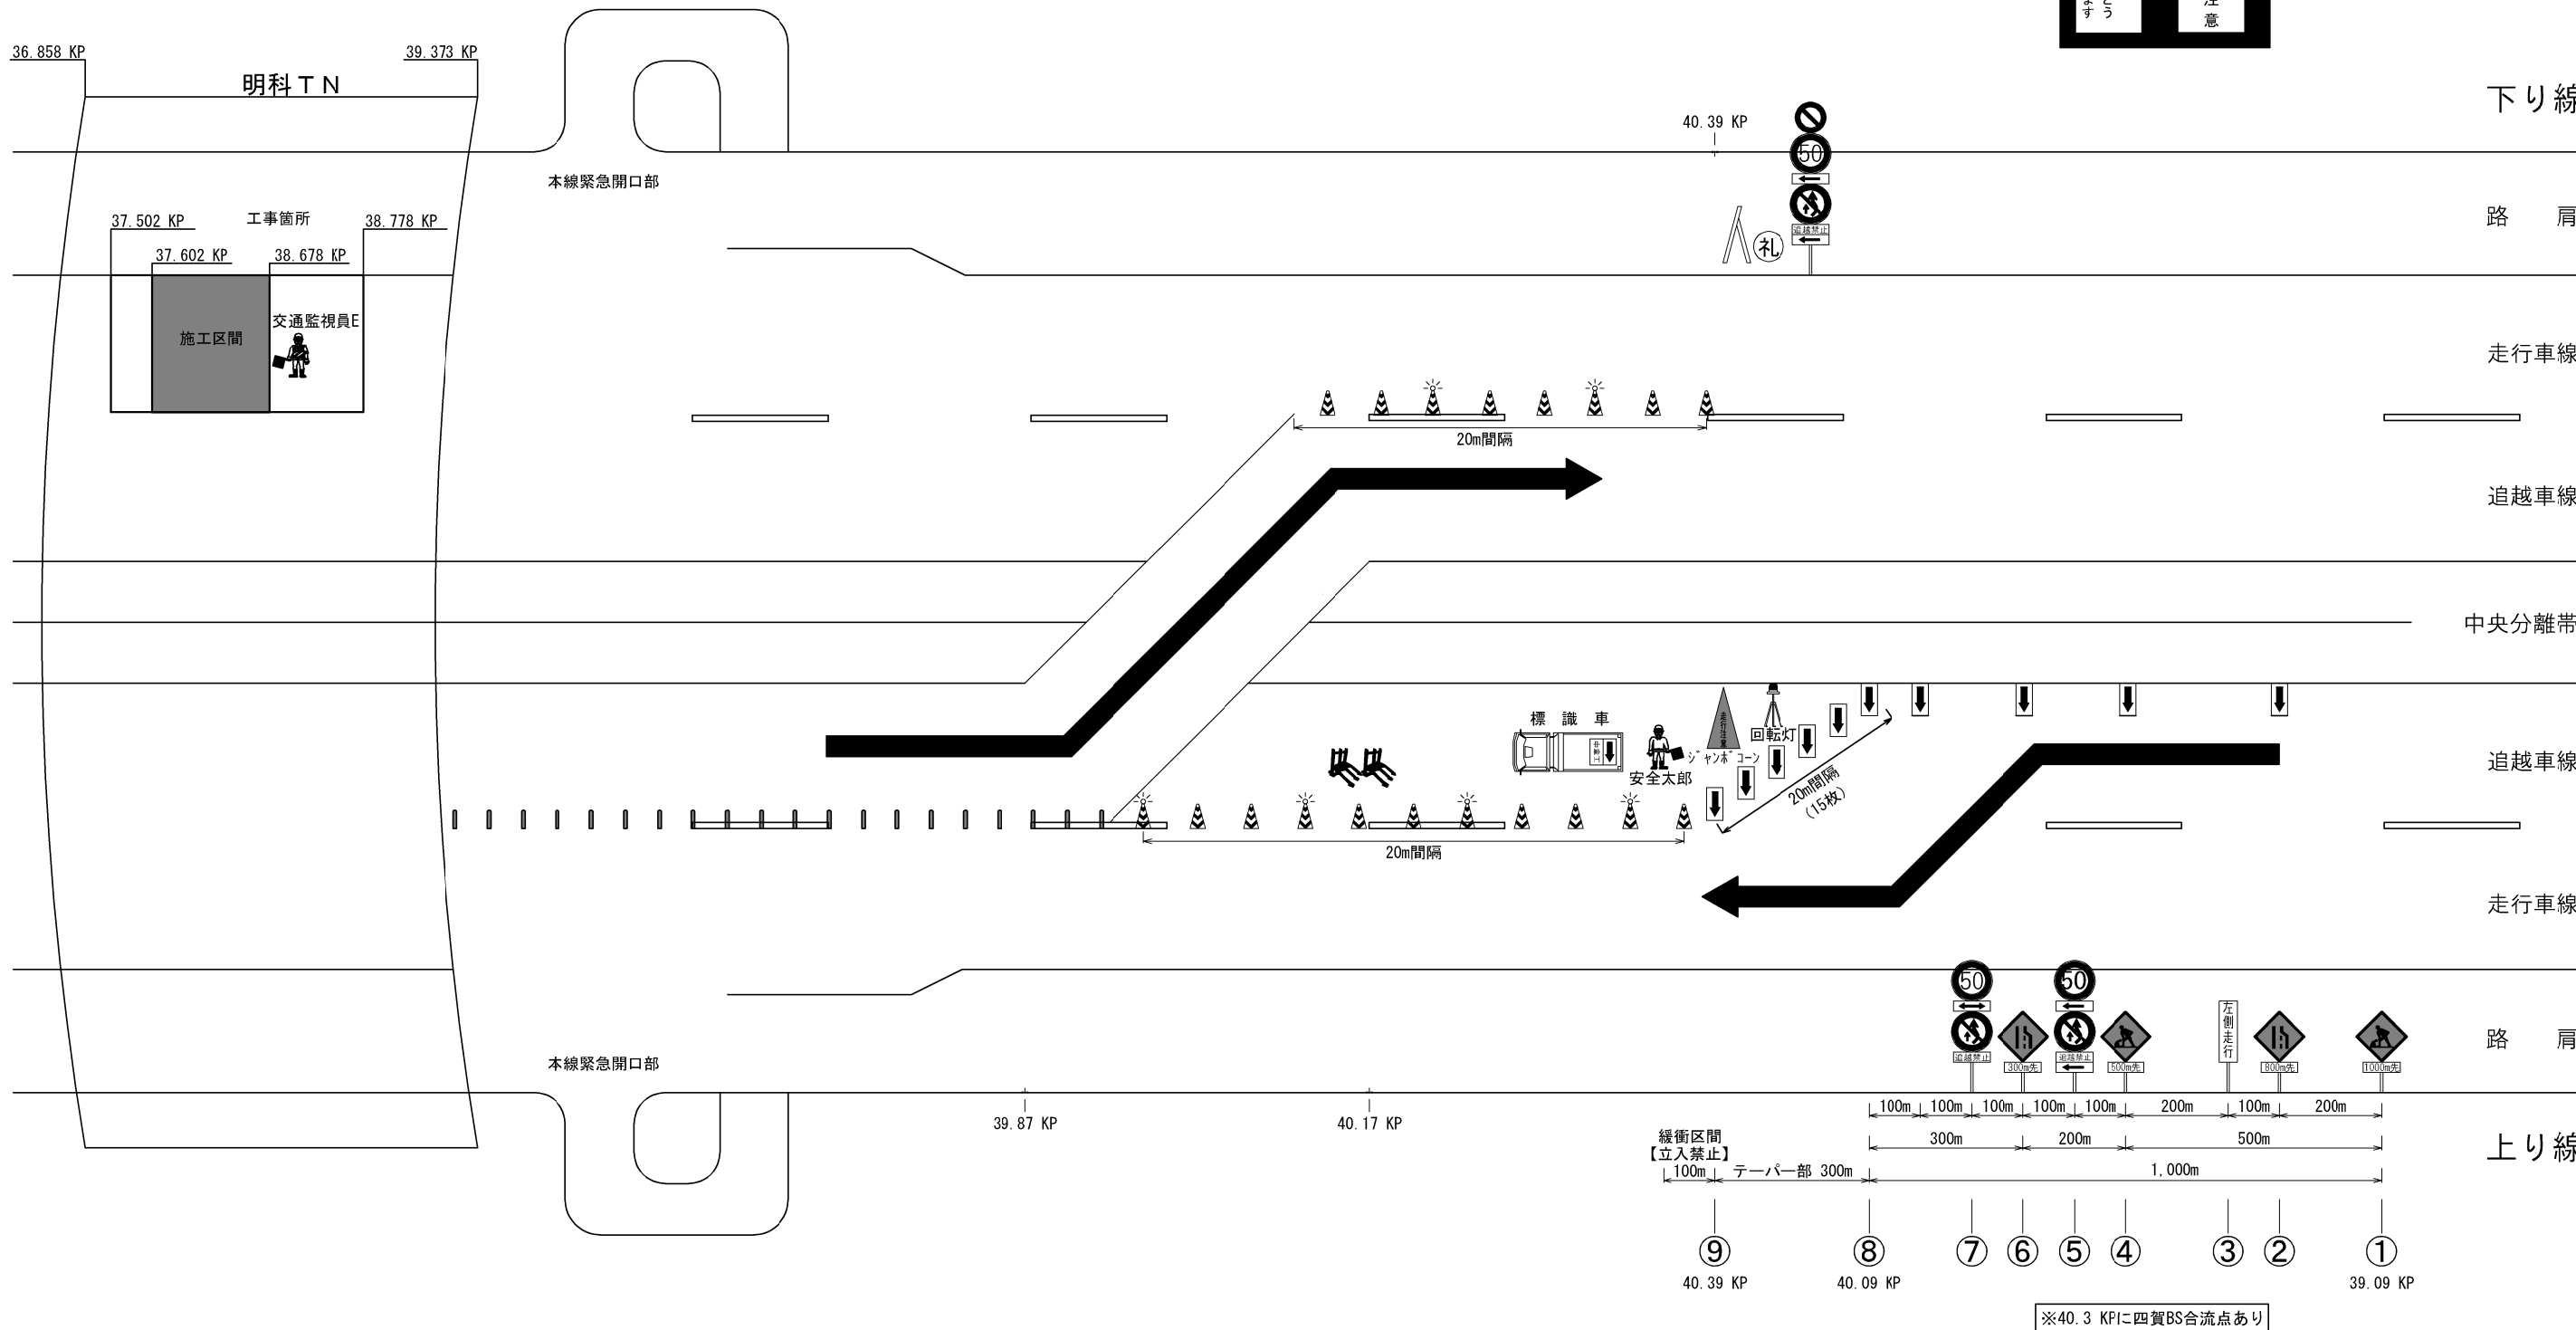 とう
ます
注
意
36.858 KP
39.373 KP
明科ＴＮ
下り線
40.39 KP
50
追越禁止
礼
本線緊急開口部
路　肩
工事箇所
37.502 KP
38.778 KP
37.602 KP
38.678 KP
交通監視員E
施工区間
走行車線
20m間隔
追越車線
中央分離帯
標識車
走行注意
回転灯
ｼﾞｬﾝﾎﾞｺｰﾝ
安全太郎
追越車線
20m間隔
(15枚)
20m間隔
走行車線
50
50
左側走行
路　肩
追越禁止
300m先
追越禁止
500m先
800m先
1000m先
本線緊急開口部
39.87 KP
40.17 KP
100m
100m
100m
100m
100m
200m
100m
200m
緩衝区間
【立入禁止】
300m
200m
500m
上り線
100m
テーパー部 300m
1,000m
⑨
⑧
⑦
⑥
⑤
④
③
②
①
40.39 KP
40.09 KP
39.09 KP
※40.3 KPに四賀BS合流点あり